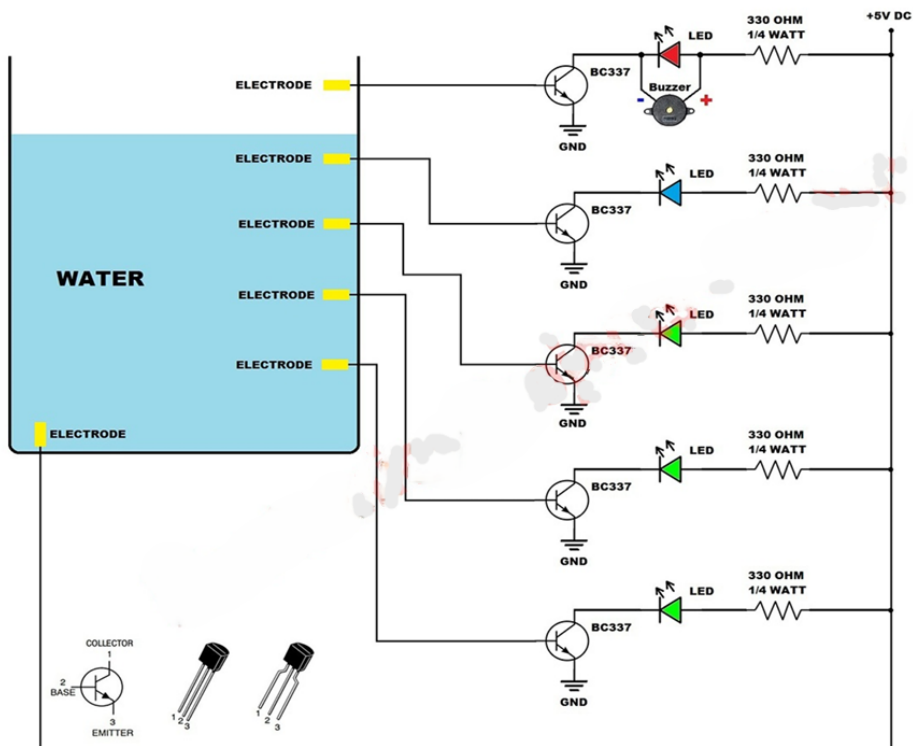 +5V DC
330 OHM
1/4 WATT
LED
ELECTRODE
BC337
Buzzer
- +
GND
330 OHM
1/4 WATT
ELECTRODE
LED
BC337
ELECTRODE
GND
WATER
ELECTRODE
330 OHM
1/4 WATT
LED
BC337
ELECTRODE
GND
ELECTRODE
330 OHM
1/4 WATT
LED
BC337
GND
330 OHM
1/4 WATT
LED
BC337
GND
COLLECTOR
1
2
BASE
3
EMITTER
1 2 3
1 2 3